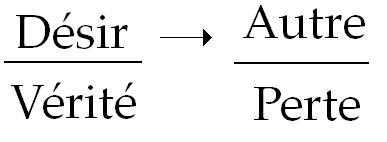 Désir → Autre
Vérité Perte